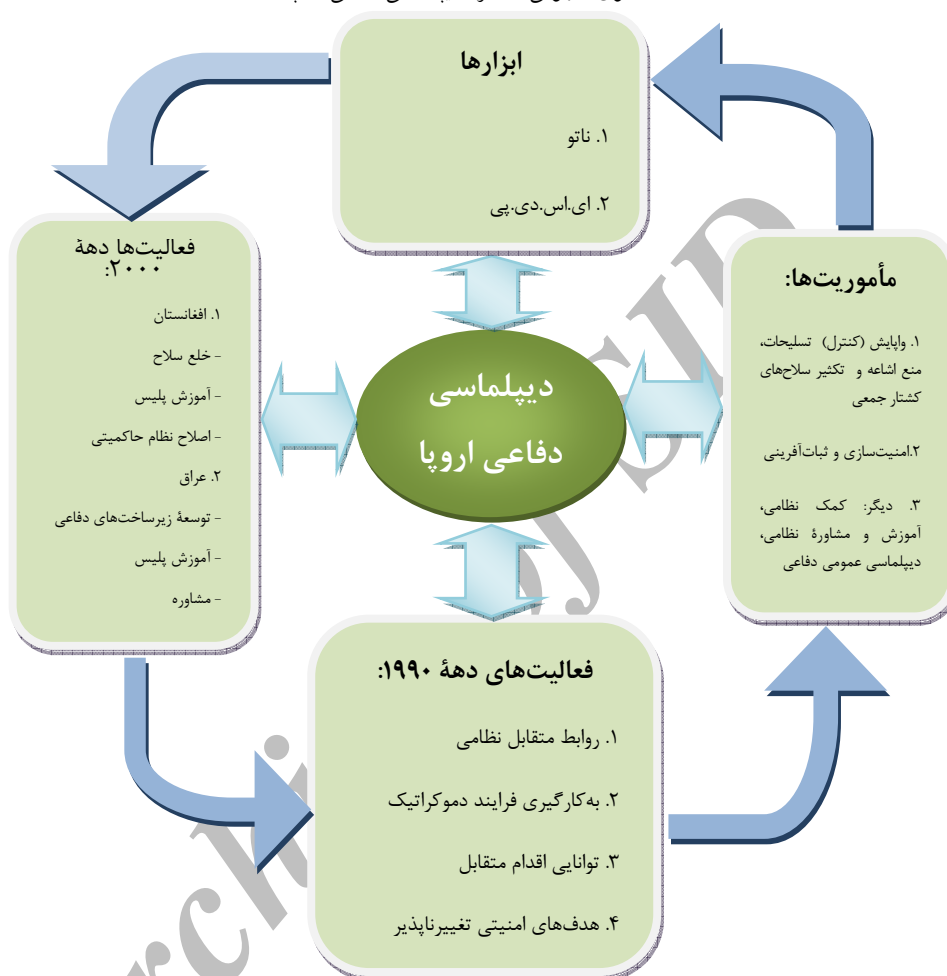 ابزارها
۱. ناتو
۲. ای.اس.دی.پی
مأموریت‌ها:
۱. واپایش (کنترل) تسلیحات،
منع اشاعه و تکثیر سلاح‌های
کشتار جمعی
۲.امنیت‌سازی و ثبات‌آفرینی
۳. دیگر: کمک نظامی،
آموزش و مشاورهٔ نظامی،
دیپلماسی عمومی دفاعی
فعالیت‌ها دههٔ
۲۰۰۰:
۱. افغانستان
- خلع سلاح
- آموزش پلیس
- اصلاح نظام حاکمیتی
۲. عراق
- توسعهٔ زیرساخت‌های دفاعی
- آموزش پلیس
- مشاوره
دیپلماسی
دفاعی اروپا
فعالیت‌های دههٔ ۱۹۹۰:
۱. روابط متقابل نظامی
۲. به‌کارگیری فرایند دموکراتیک
۳. توانایی اقدام متقابل
۴. هدف‌های امنیتی تغییرناپذیر